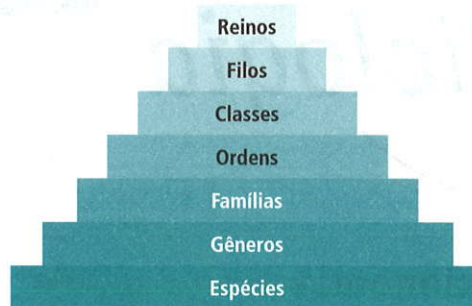 Reinos
Filos
Classes
Ordens
Famílias
Gêneros
Espécies